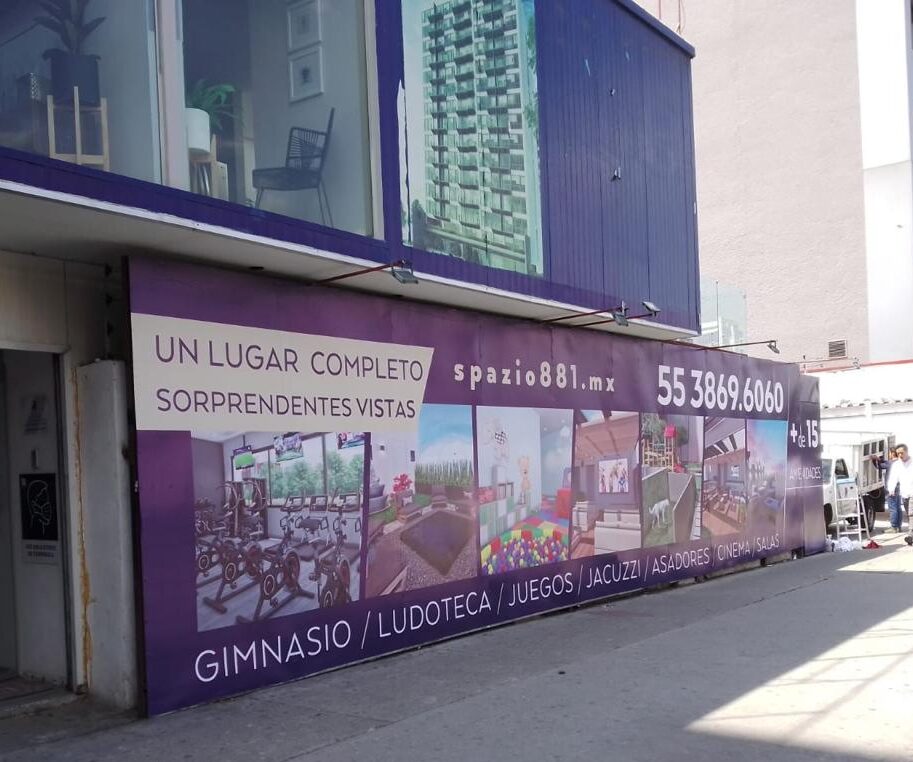 UN LUGAR COMPLETO
SORPRENDENTES VISTAS
spazio881.mx
55 3869.6060
+ de 15
AMENIDADES
GIMNASIO / LUDOTECA / JUEGOS / JACUZZI / ASADORES / CINEMA / SALAS